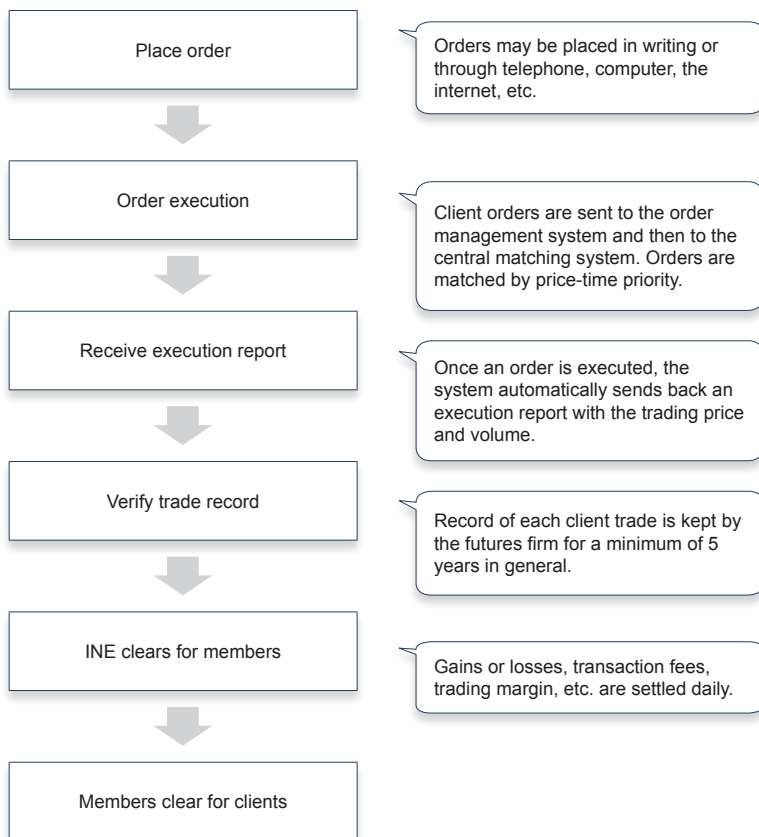 Place order
Orders may be placed in writing or
through telephone, computer, the
internet, etc.
Order execution
Client orders are sent to the order
management system and then to the
central matching system. Orders are
matched by price-time priority.
Receive execution report
Once an order is executed, the
system automatically sends back an
execution report with the trading price
and volume.
Verify trade record
Record of each client trade is kept by
the futures firm for a minimum of 5
years in general.
INE clears for members
Gains or losses, transaction fees,
trading margin, etc. are settled daily.
Members clear for clients